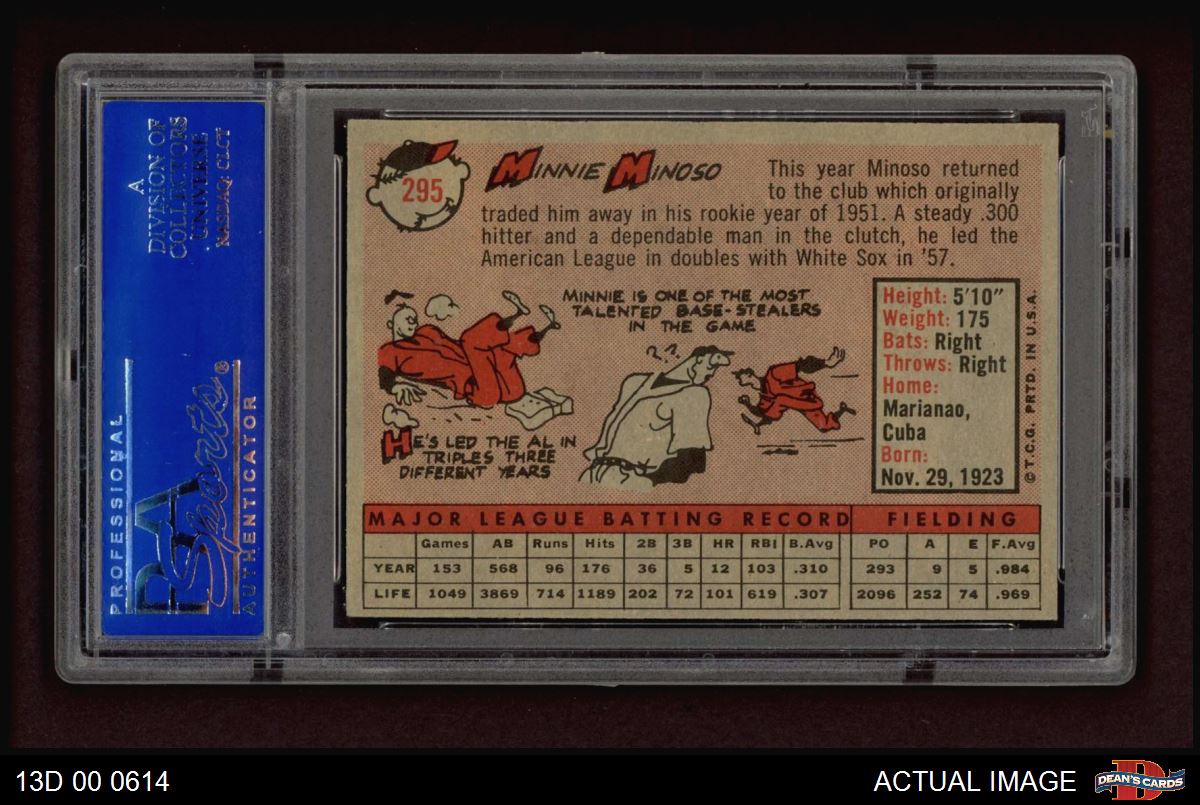 A
DIVISION OF
COLLECTORS
UNIVERSE
NASDAQ: CLCT
PROFESSIONAL
PSA
Sports®
AUTHENTICATOR
295
MINNIE MINOSO
This year Minoso returned
to the club which originally
traded him away in his rookie year of 1951. A steady .300
hitter and a dependable man in the clutch, he led the
American League in doubles with White Sox in '57.
MINNIE IS ONE OF THE MOST
TALENTED BASE-STEALERS
IN THE GAME
??
HE'S LED THE AL IN
TRIPLES THREE
DIFFERENT YEARS
Height: 5'10"
Weight: 175
Bats: Right
Throws: Right
Home:
Marianao,
Cuba
Born:
Nov. 29, 1923
© T.C.G. PRTD. IN U.S.A.
MAJOR LEAGUE BATTING RECORD FIELDING
Games AB Runs Hits 2B 3B HR RBI B.Avg PO A E F.Avg
YEAR 153 568 96 176 36 5 12 103 .310 293 9 5 .984
LIFE 1049 3869 714 1189 202 72 101 619 .307 2096 252 74 .969
13D 00 0614
ACTUAL IMAGE
D
DEAN'S CARDS